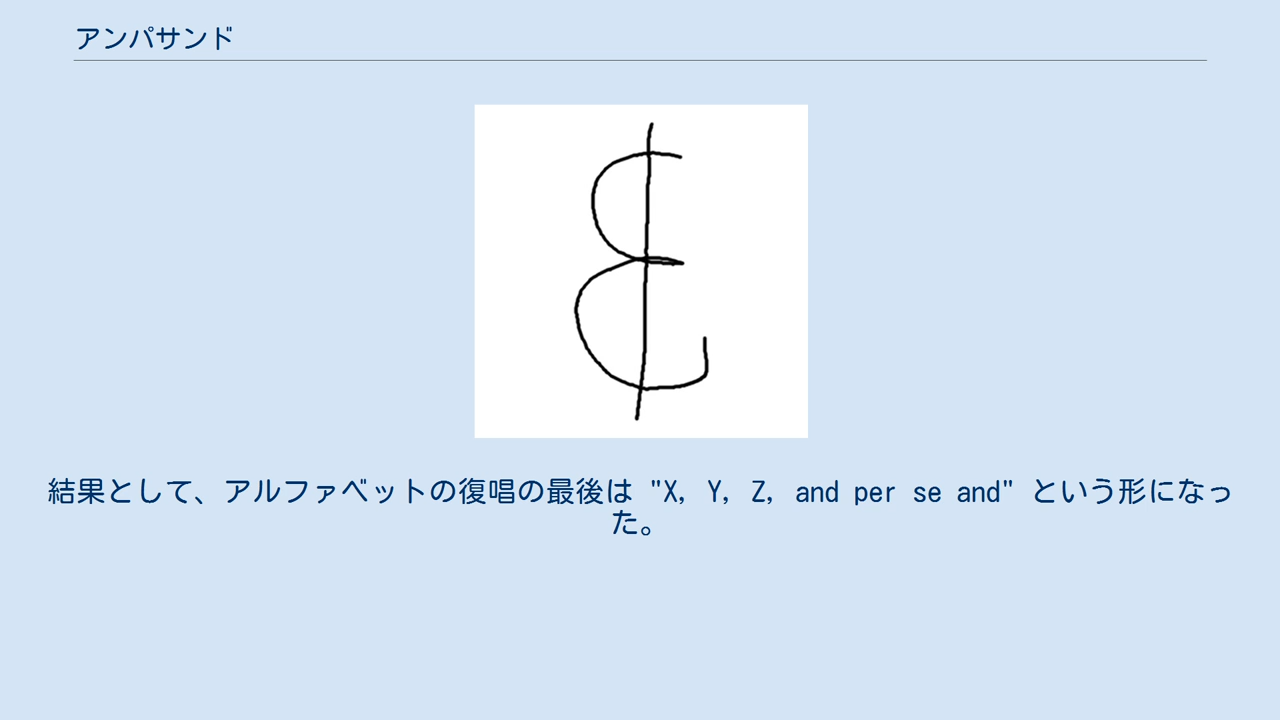 アンパサンド
結果として、アルファベットの復唱の最後は "X, Y, Z, and per se and" という形になっ
た。